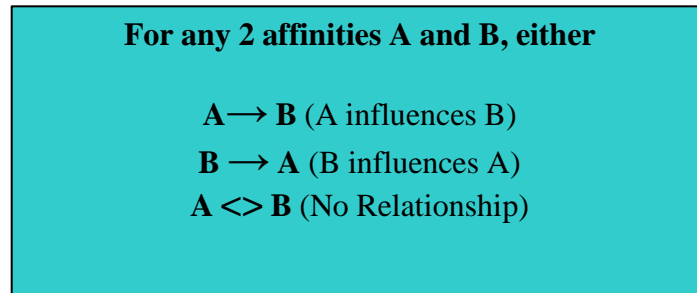 For any 2 affinities A and B, either
A → B (A influences B)
B → A (B influences A)
A <> B (No Relationship)